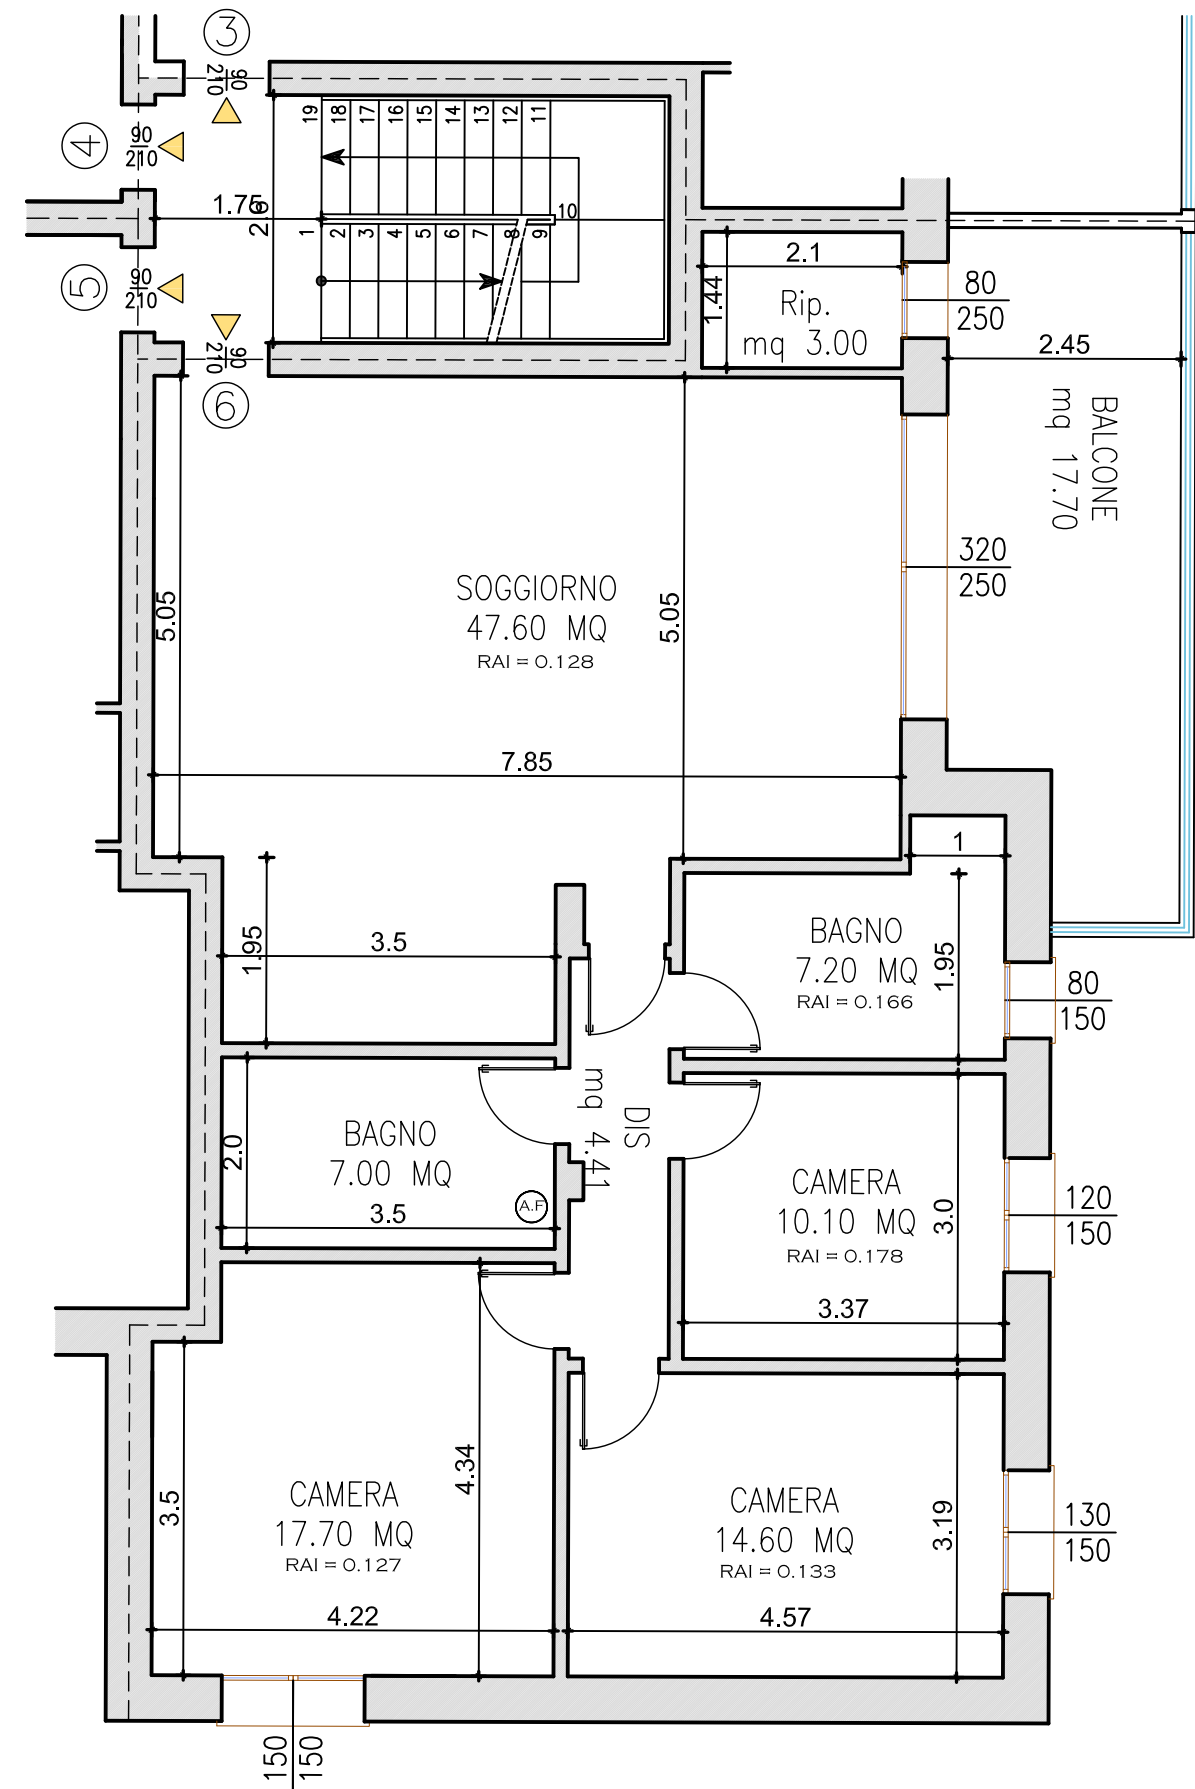 3
90
210
4
90
210
19
18
17
16
15
14
13
12
11
1.75
2.6
10
1
2
3
4
5
6
7
8
9
5
90
210
90
210
6
2.1
1.44
Rip.
mq 3.00
80
250
2.45
BALCONE
mq 17.70
SOGGIORNO
47.60 MQ
RAI = 0.128
5.05
5.05
320
250
7.85
1
1.95
3.5
BAGNO
7.20 MQ
RAI = 0.166
1.95
80
150
DIS
mq 4.41
2.0
BAGNO
7.00 MQ
3.5
A.F
CAMERA
10.10 MQ
RAI = 0.178
3.0
3.37
120
150
CAMERA
17.70 MQ
RAI = 0.127
3.5
4.34
4.22
CAMERA
14.60 MQ
RAI = 0.133
3.19
4.57
130
150
150
150